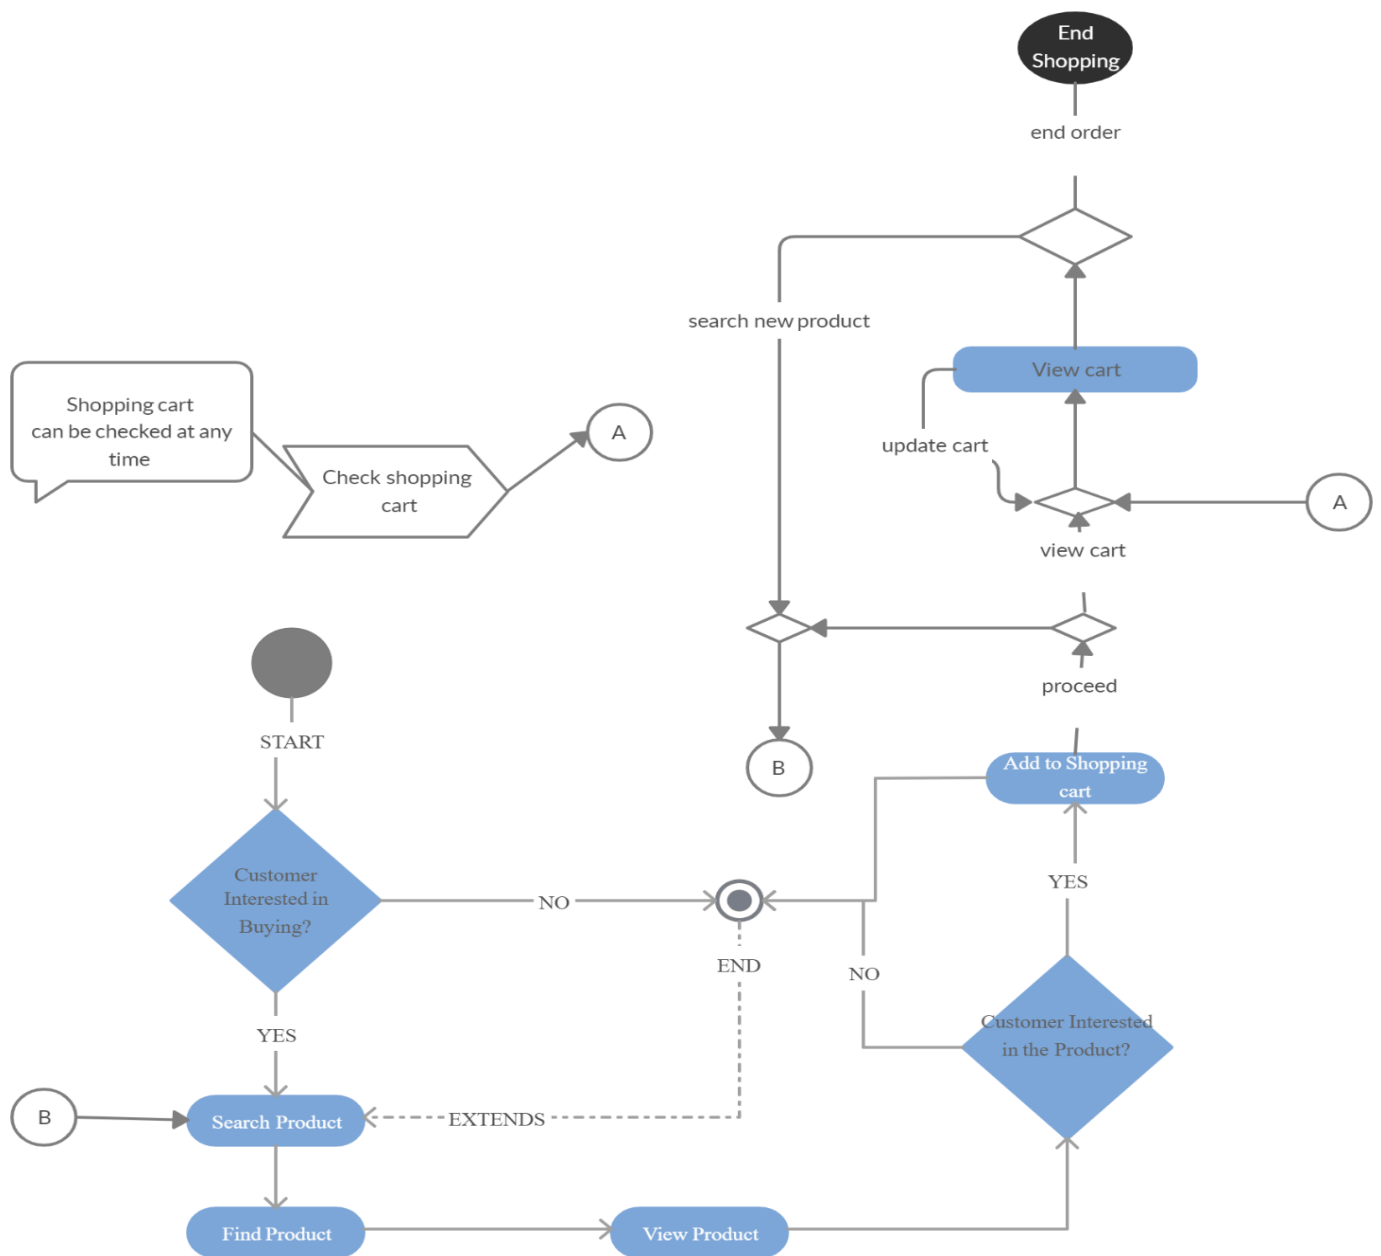 End
Shopping
end order
search new product
View cart
Shopping cart
can be checked at any
time
A
update cart
Check shopping
cart
A
view cart
proceed
START
B
Add to Shopping
cart
Customer
Interested in
Buying?
NO
YES
END
NO
Customer Interested
in the Product?
YES
B
Search Product
EXTENDS
Find Product
View Product